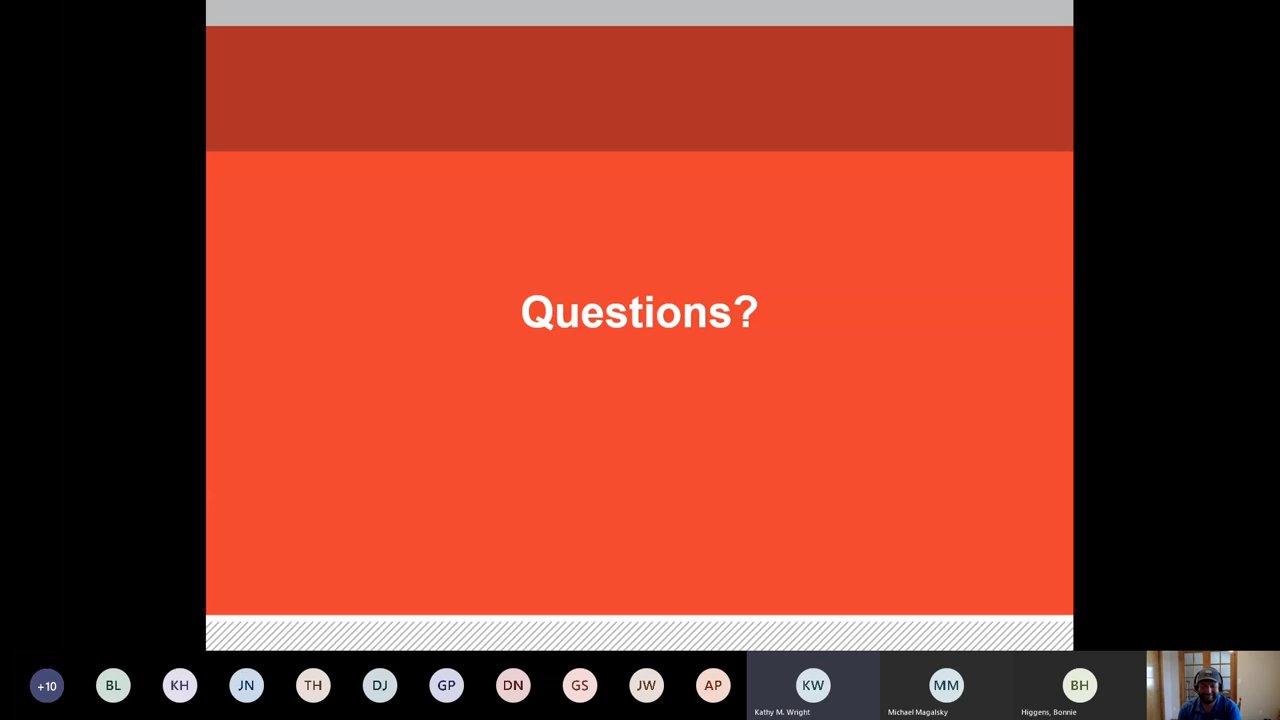 Questions?
+10 BL KH JN TH DJ GP DN GS JW AP KW MM BH
Kathy M. Wright Michael Magalsky Higgens, Bonnie